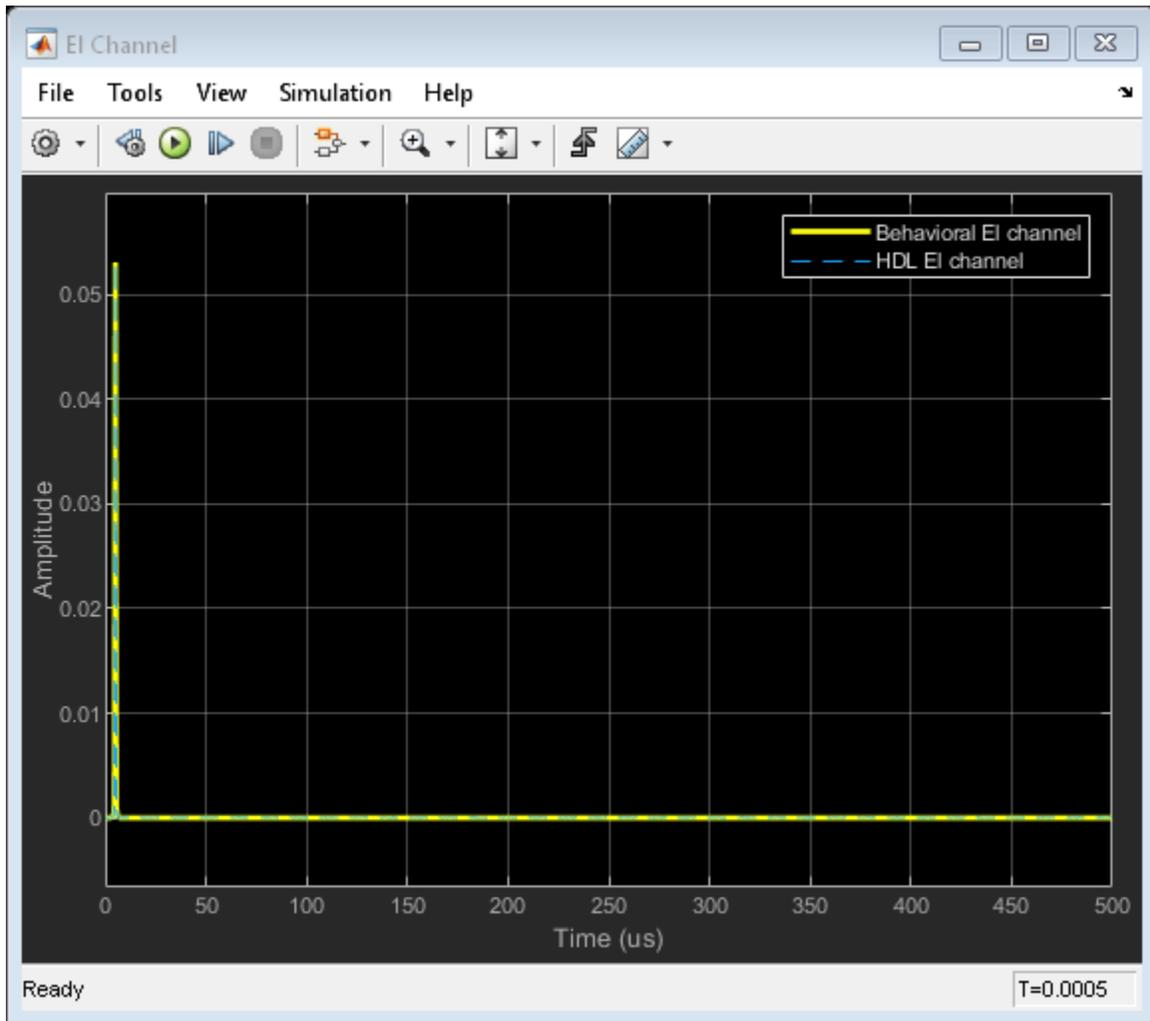 El Channel
File Tools View Simulation Help
Behavioral El channel
HDL El channel
0.05
0.04
0.03
0.02
0.01
0
Amplitude
0 50 100 150 200 250 300 350 400 450 500
Time (us)
Ready
T=0.0005